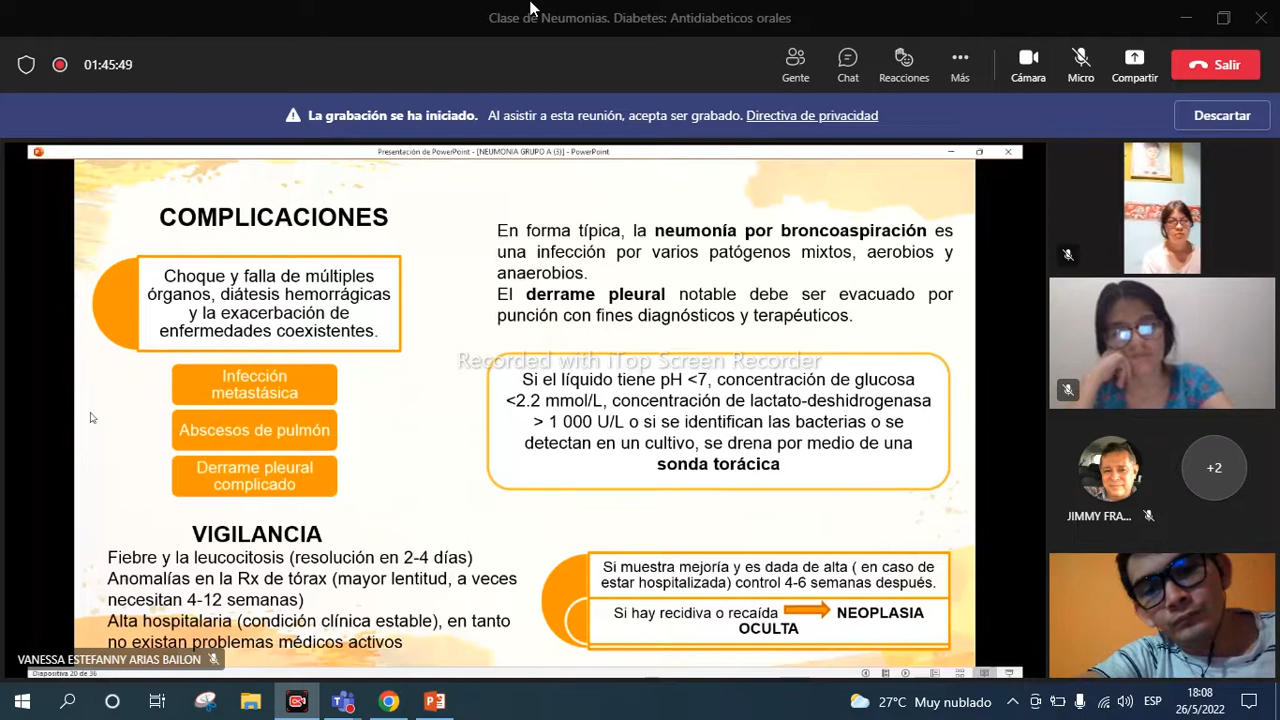 Clase de Neumonias. Diabetes: Antidiabeticos orales
01:45:49
Gente
Chat
Reacciones
Más
Cámara
Micro
Compartir
Salir
La grabación se ha iniciado. Al asistir a esta reunión, acepta ser grabado. Directiva de privacidad
Descartar
Presentación de PowerPoint - [NEUMONIA GRUPO A (3)] - PowerPoint
COMPLICACIONES
Choque y falla de múltiples
órganos, diátesis hemorrágicas
y la exacerbación de
enfermedades coexistentes.
Infección
metastásica
Abscesos de pulmón
Derrame pleural
complicado
VIGILANCIA
Fiebre y la leucocitosis (resolución en 2-4 días)
Anomalías en la Rx de tórax (mayor lentitud, a veces
necesitan 4-12 semanas)
Alta hospitalaria (condición clínica estable), en tanto
no existan problemas médicos activos
En forma típica, la neumonía por broncoaspiración es
una infección por varios patógenos mixtos, aerobios y
anaerobios.
El derrame pleural notable debe ser evacuado por
punción con fines diagnósticos y terapéuticos.
Recorded with iTop Screen Recorder
Si el líquido tiene pH <7, concentración de glucosa
<2.2 mmol/L, concentración de lactato-deshidrogenasa
> 1 000 U/L o si se identifican las bacterias o se
detectan en un cultivo, se drena por medio de una
sonda torácica
Si muestra mejoría y es dada de alta ( en caso de
estar hospitalizada) control 4-6 semanas después.
Si hay recidiva o recaída NEOPLASIA
OCULTA
VANESSA ESTEFANNY ARIAS BAILON
Diapositiva 20 de 36
+2
JIMMY FRA...
27°C Muy nublado
ESP
18:08
26/5/2022